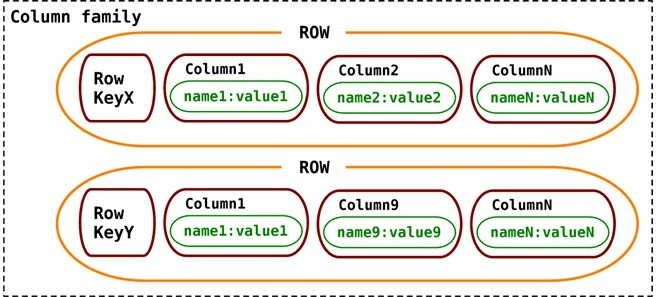 Column family
ROW
Row
KeyX
Column1
name1:value1
Column2
name2:value2
ColumnN
nameN:valueN
ROW
Row
KeyY
Column1
name1:value1
Column9
name9:value9
ColumnN
nameN:valueN